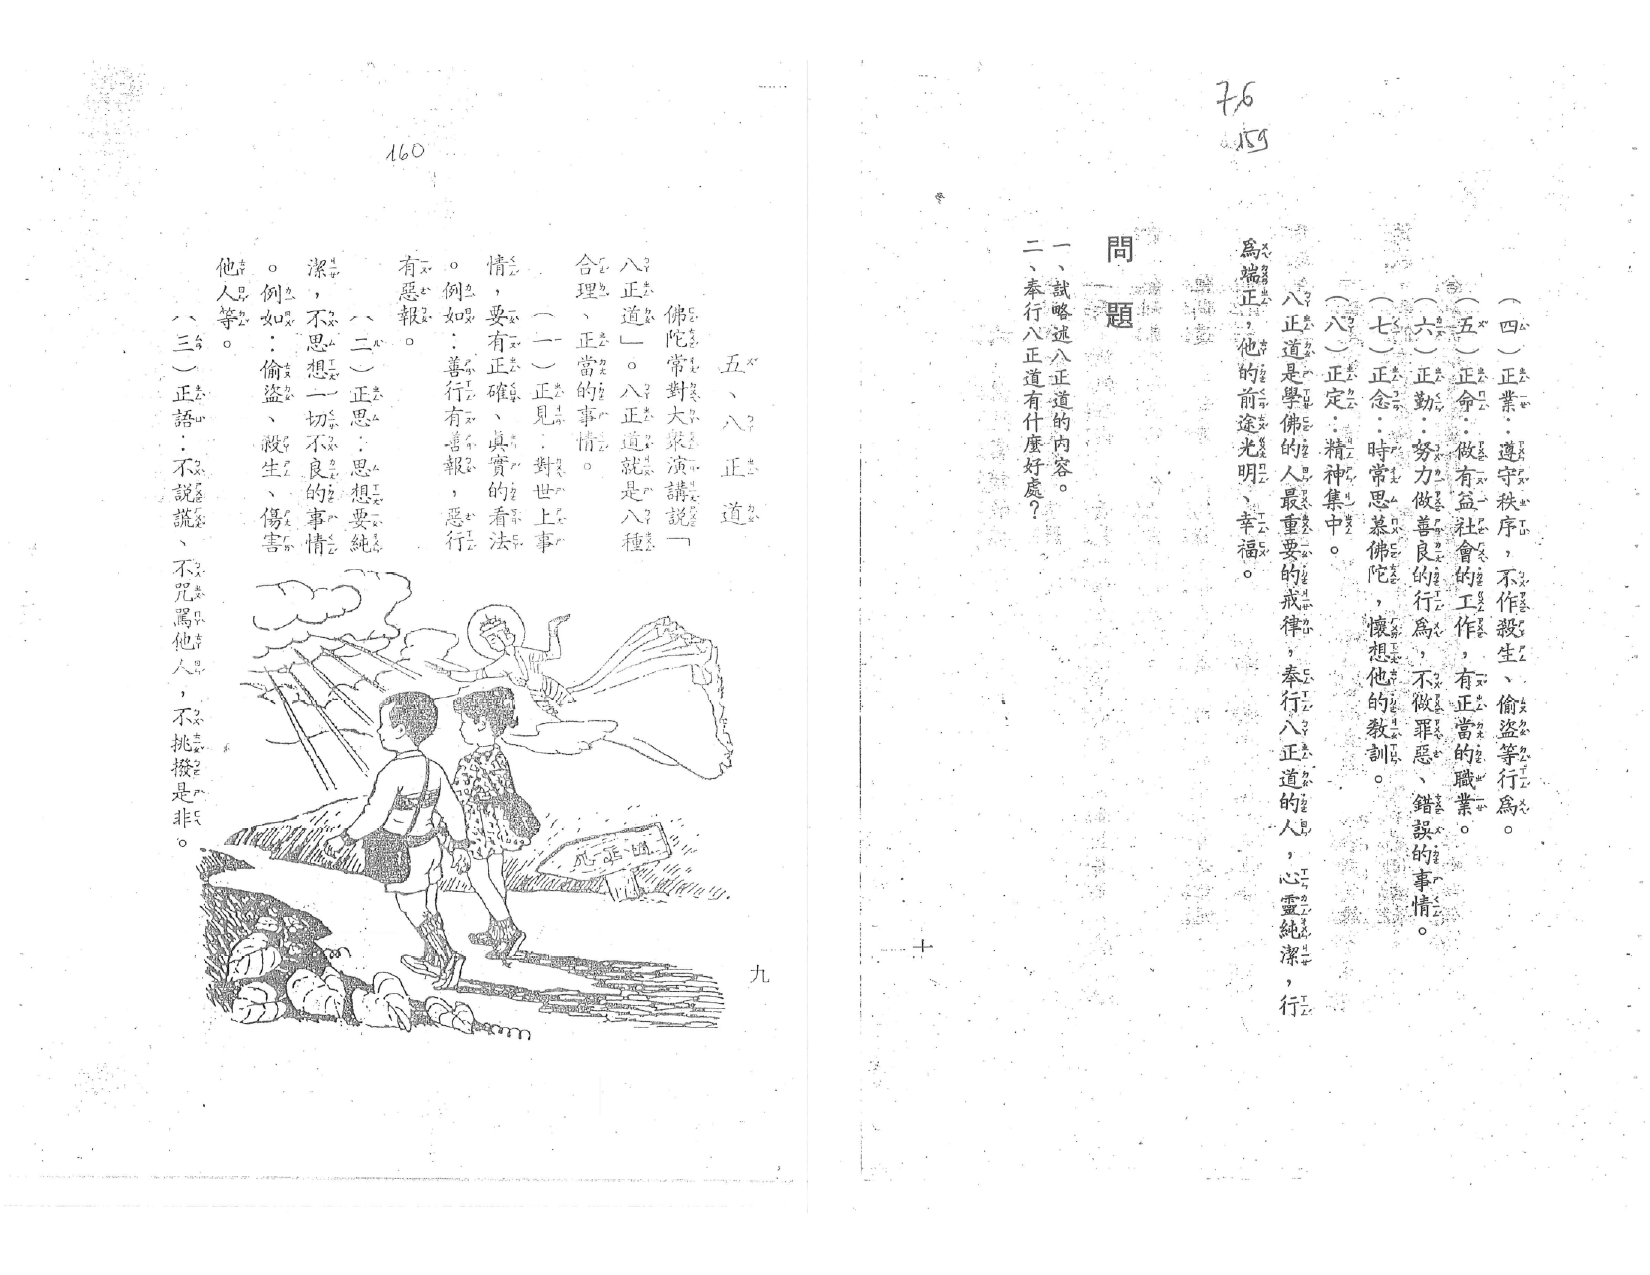 160
五、八正道
佛陀常對大衆演講說「
八正道」。八正道就是八種
合理、正當的事情。
(一)正見:對世上事
情,要有正確、眞實的看法
。例如:善行有善報,惡行
有惡報。
(二)正思:思想要純
潔,不思想一切不良的事情
。例如:偷盜、殺生、傷害
他人等。
(三)正語:不説謊、不咒罵他人,不挑撥是非。
八正道
九
7,6
159
(四)正業:遵守秩序,不作殺生、偷盜等行爲。
(五)正命:做有益社會的工作,有正當的職業。
(六)正勤:努力做善良的行爲,不做罪惡、錯誤的事情。
(七)正念:時常思慕佛陀,懷想他的教訓。
(八)正定:精神集中。
八正道是學佛的人最重要的戒律,奉行八正道的人,心靈純潔,行
爲端正,他的前途光明、幸福。
問題
一、試略述八正道的内容。
二、奉行八正道有什麼好處?
十